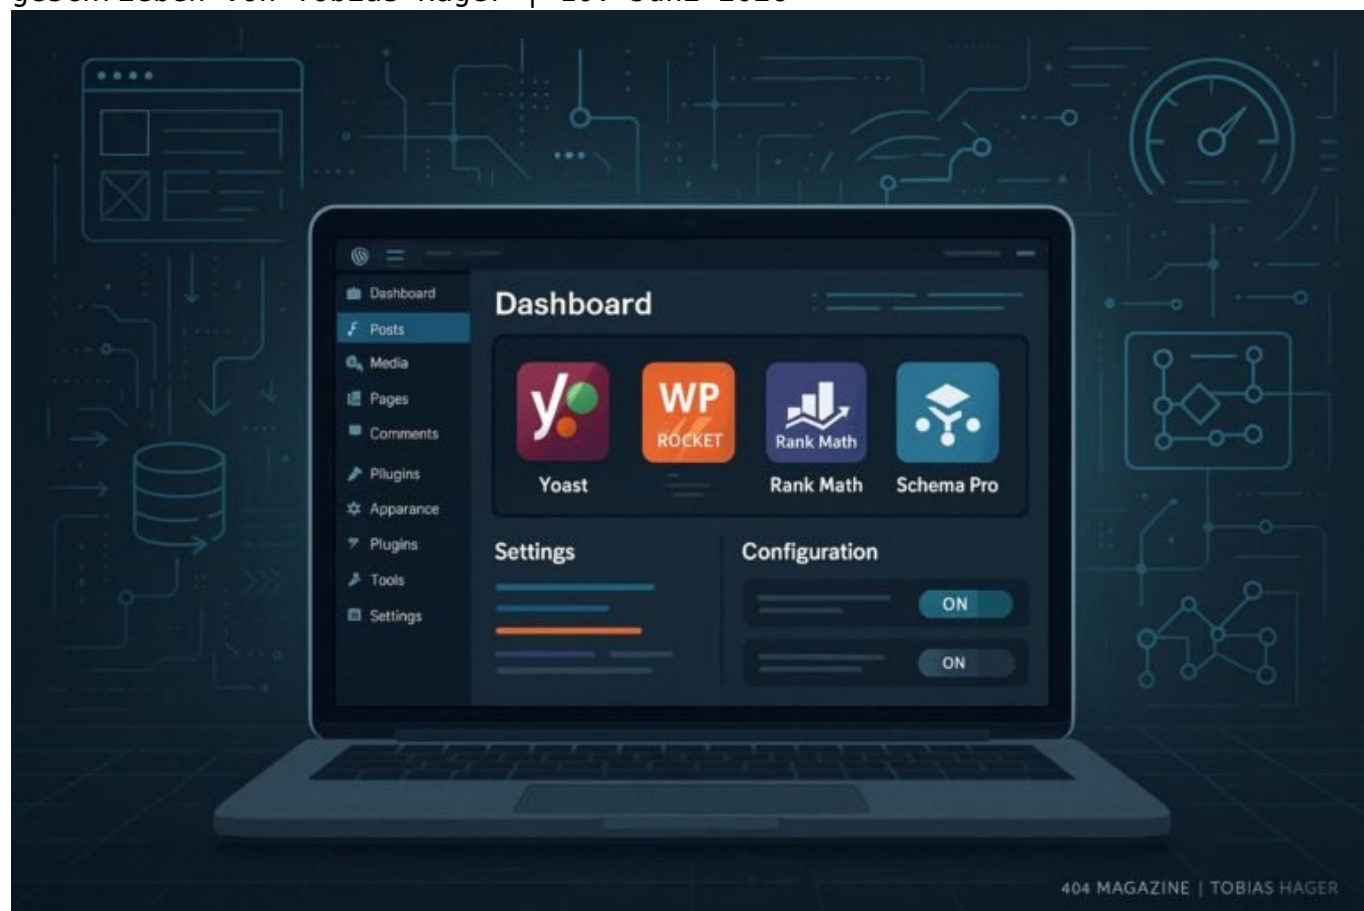 Dashboard
Posts
Media
Pages
Comments
Pllugins
Apparance
Plugins
Tools
Settings
Dashboard
y
WP
ROCKET
Rank Math
Yoast
Rank Math
Schema Pro
Settings
Configuration
ON
ON
404 MAGAZINE | TOBIAS HAGER